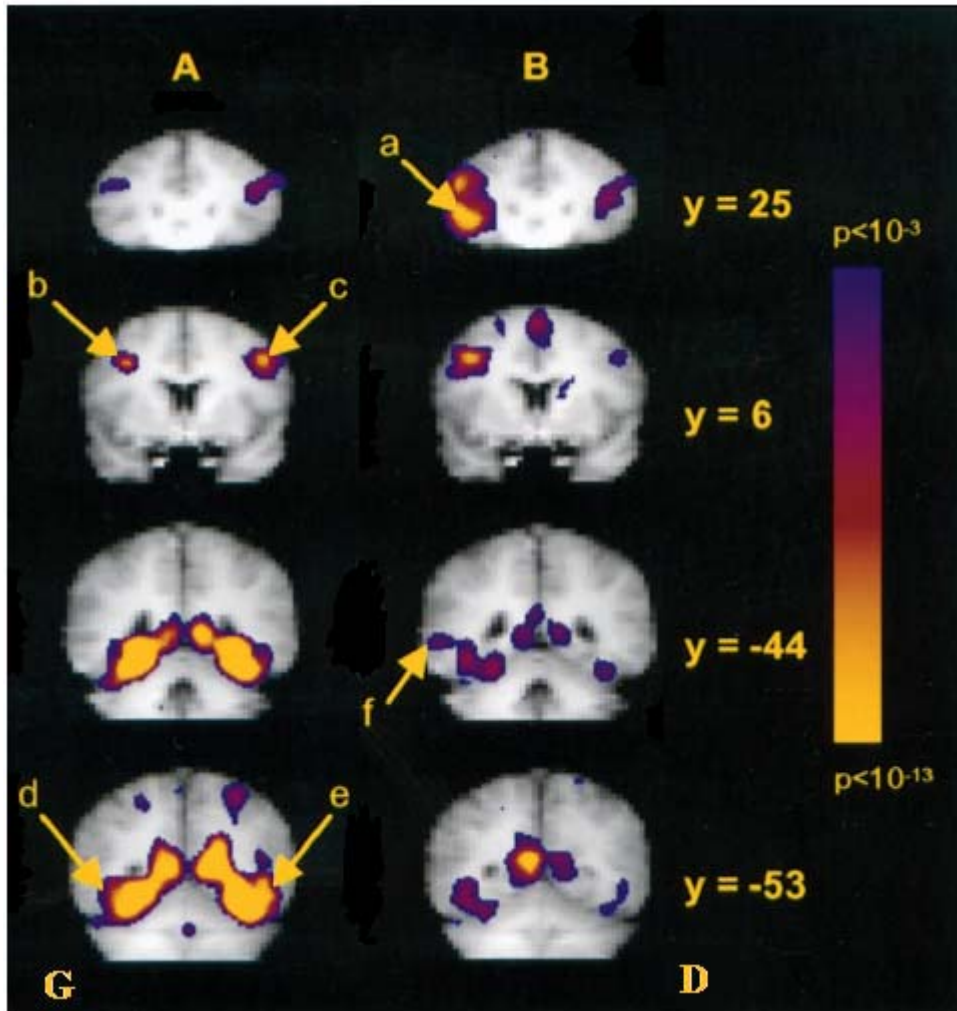 A B
a
y = 25
p<10-3
b c
y = 6
y = -44
f
p<10-13
d e
y = -53
G D